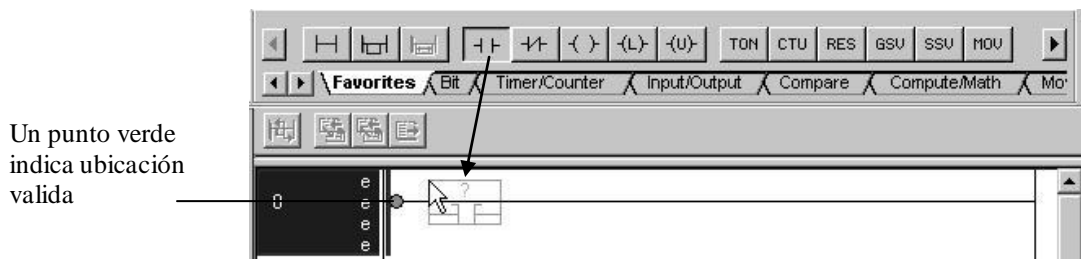 TON CTU RES GSV SSV MOV
Favorites Bit Timer/Counter Input/Output Compare Compute/Math Mo
Un punto verde
indica ubicación
valida
?
0
e
e
e
e